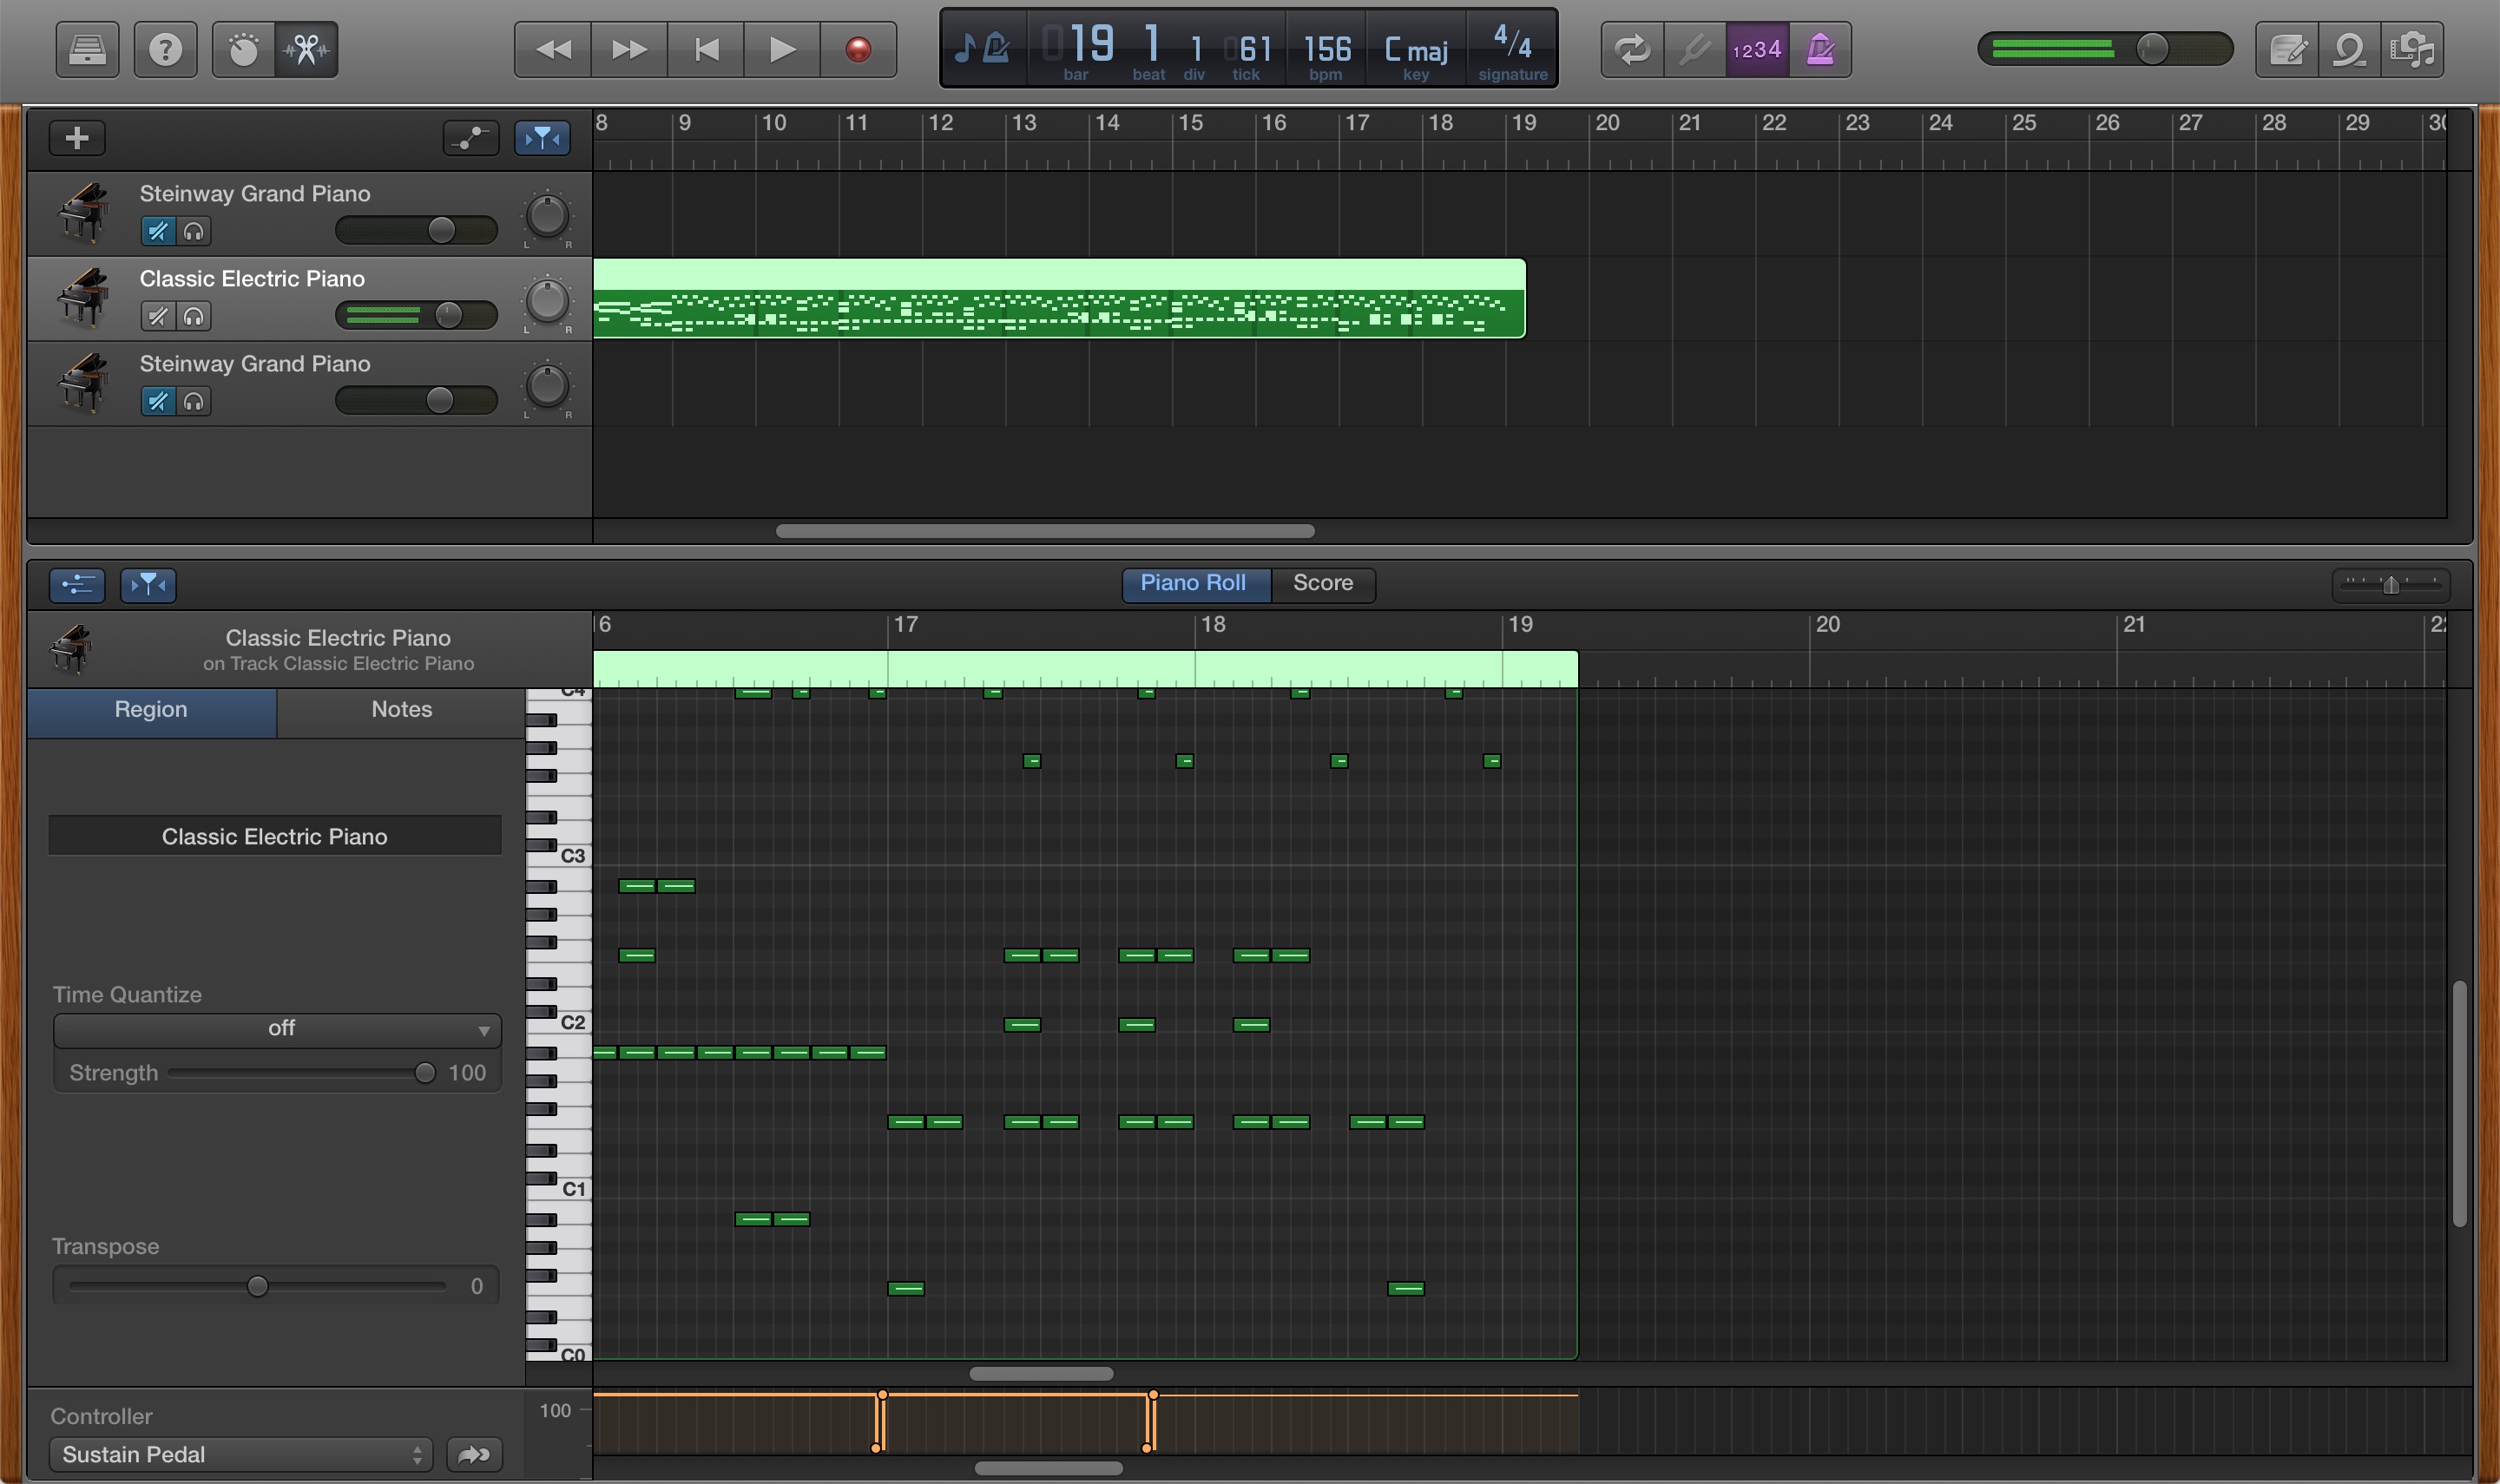 019 1 1 061 156 C maj 4/4
bar beat div tick bpm key signature
1234
8 9 10 11 12 13 14 15 16 17 18 19 20 21 22 23 24 25 26 27 28 29 30
Steinway Grand Piano
L R
Classic Electric Piano
L R
Steinway Grand Piano
L R
Piano Roll Score
Classic Electric Piano
on Track Classic Electric Piano
6 17 18 19 20 21 22
Region Notes
C4
Classic Electric Piano
C3
Time Quantize
off
C2
Strength 100
C1
Transpose
0
C0
Controller
100
Sustain Pedal